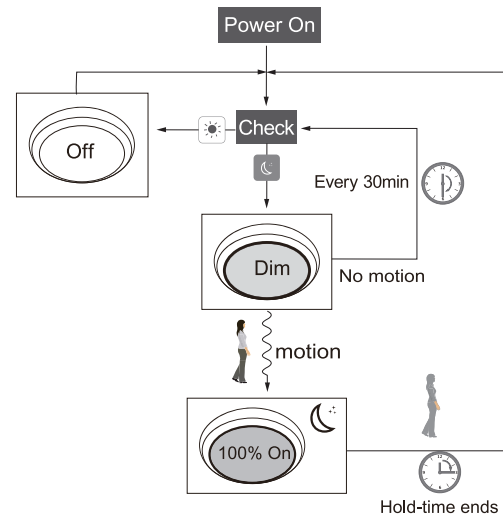 Power On
Check
Off
Every 30min
Dim
No motion
motion
100% On
Hold-time ends